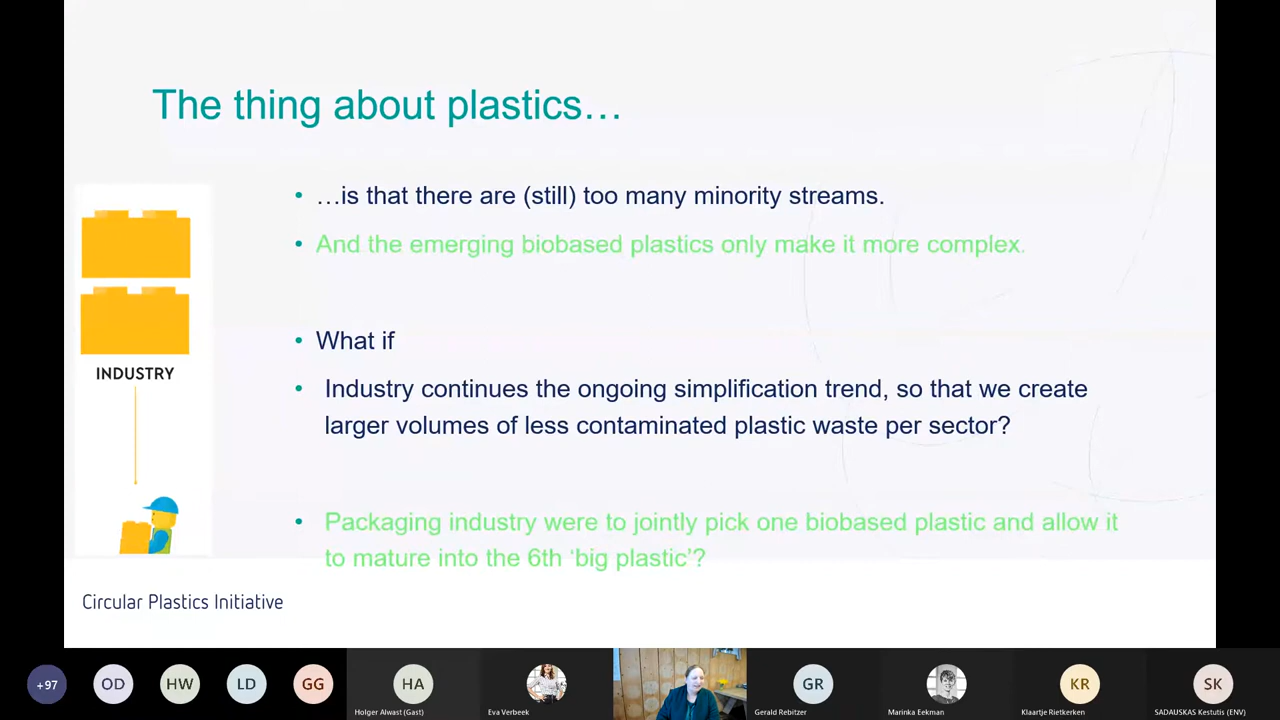 The thing about plastics…
…is that there are (still) too many minority streams.
And the emerging biobased plastics only make it more complex.
What if
Industry continues the ongoing simplification trend, so that we create
larger volumes of less contaminated plastic waste per sector?
Packaging industry were to jointly pick one biobased plastic and allow it
to mature into the 6th ‘big plastic’?
INDUSTRY
Circular Plastics Initiative
+97
OD
HW
LD
GG
HA
GR
KR
SK
Holger Alwast (Gast)
Eva Verbeek
Gerald Rebitzer
Marinka Eekman
Klaartje Rietkerken
SADAUSKAS Kestutis (ENV)